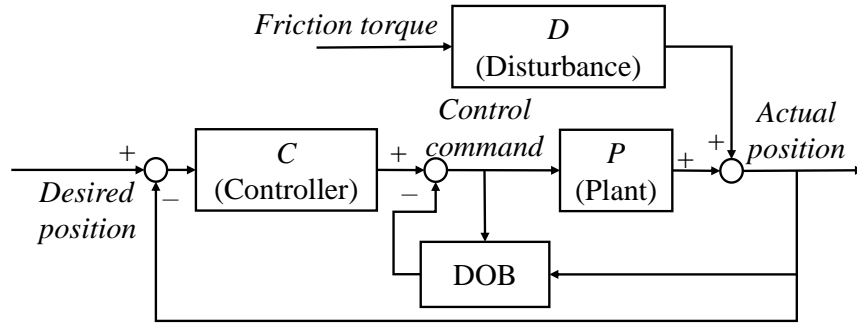 Friction torque
D
(Disturbance)
+
Control
command
Actual
position
+
C
(Controller)
+
P
(Plant)
+
−
−
Desired
position
DOB